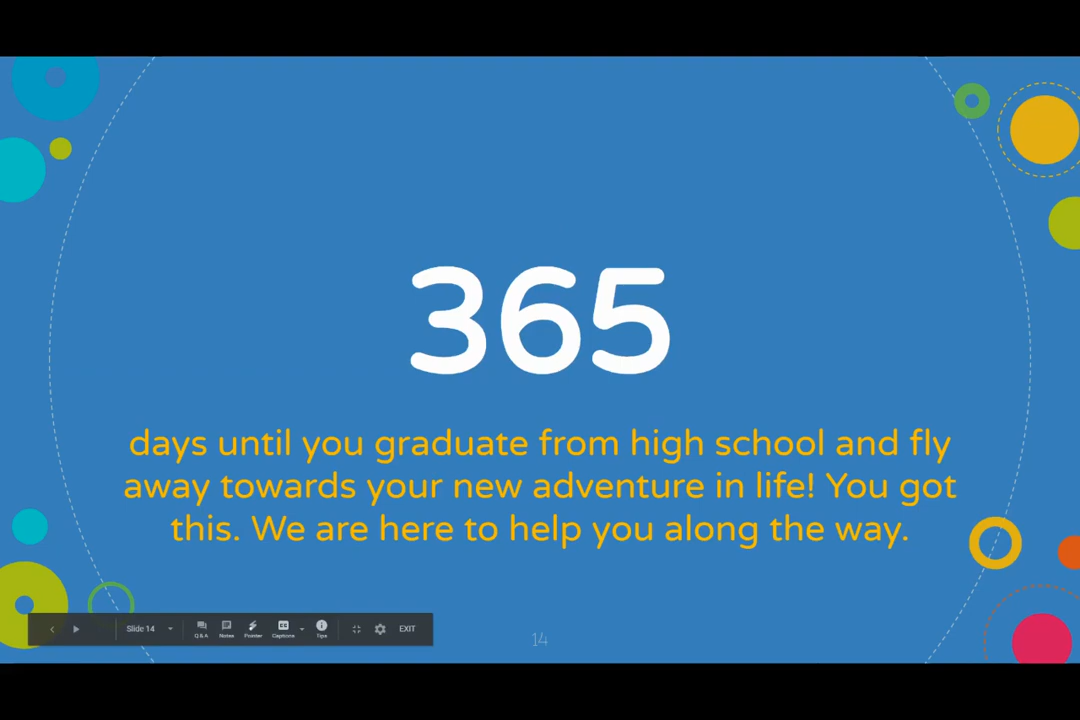 365
days until you graduate from high school and fly
away towards your new adventure in life! You got
this. We are here to help you along the way.
Slide 14
Q&A
Notes
Pointer
Captions
Tips
EXIT
14